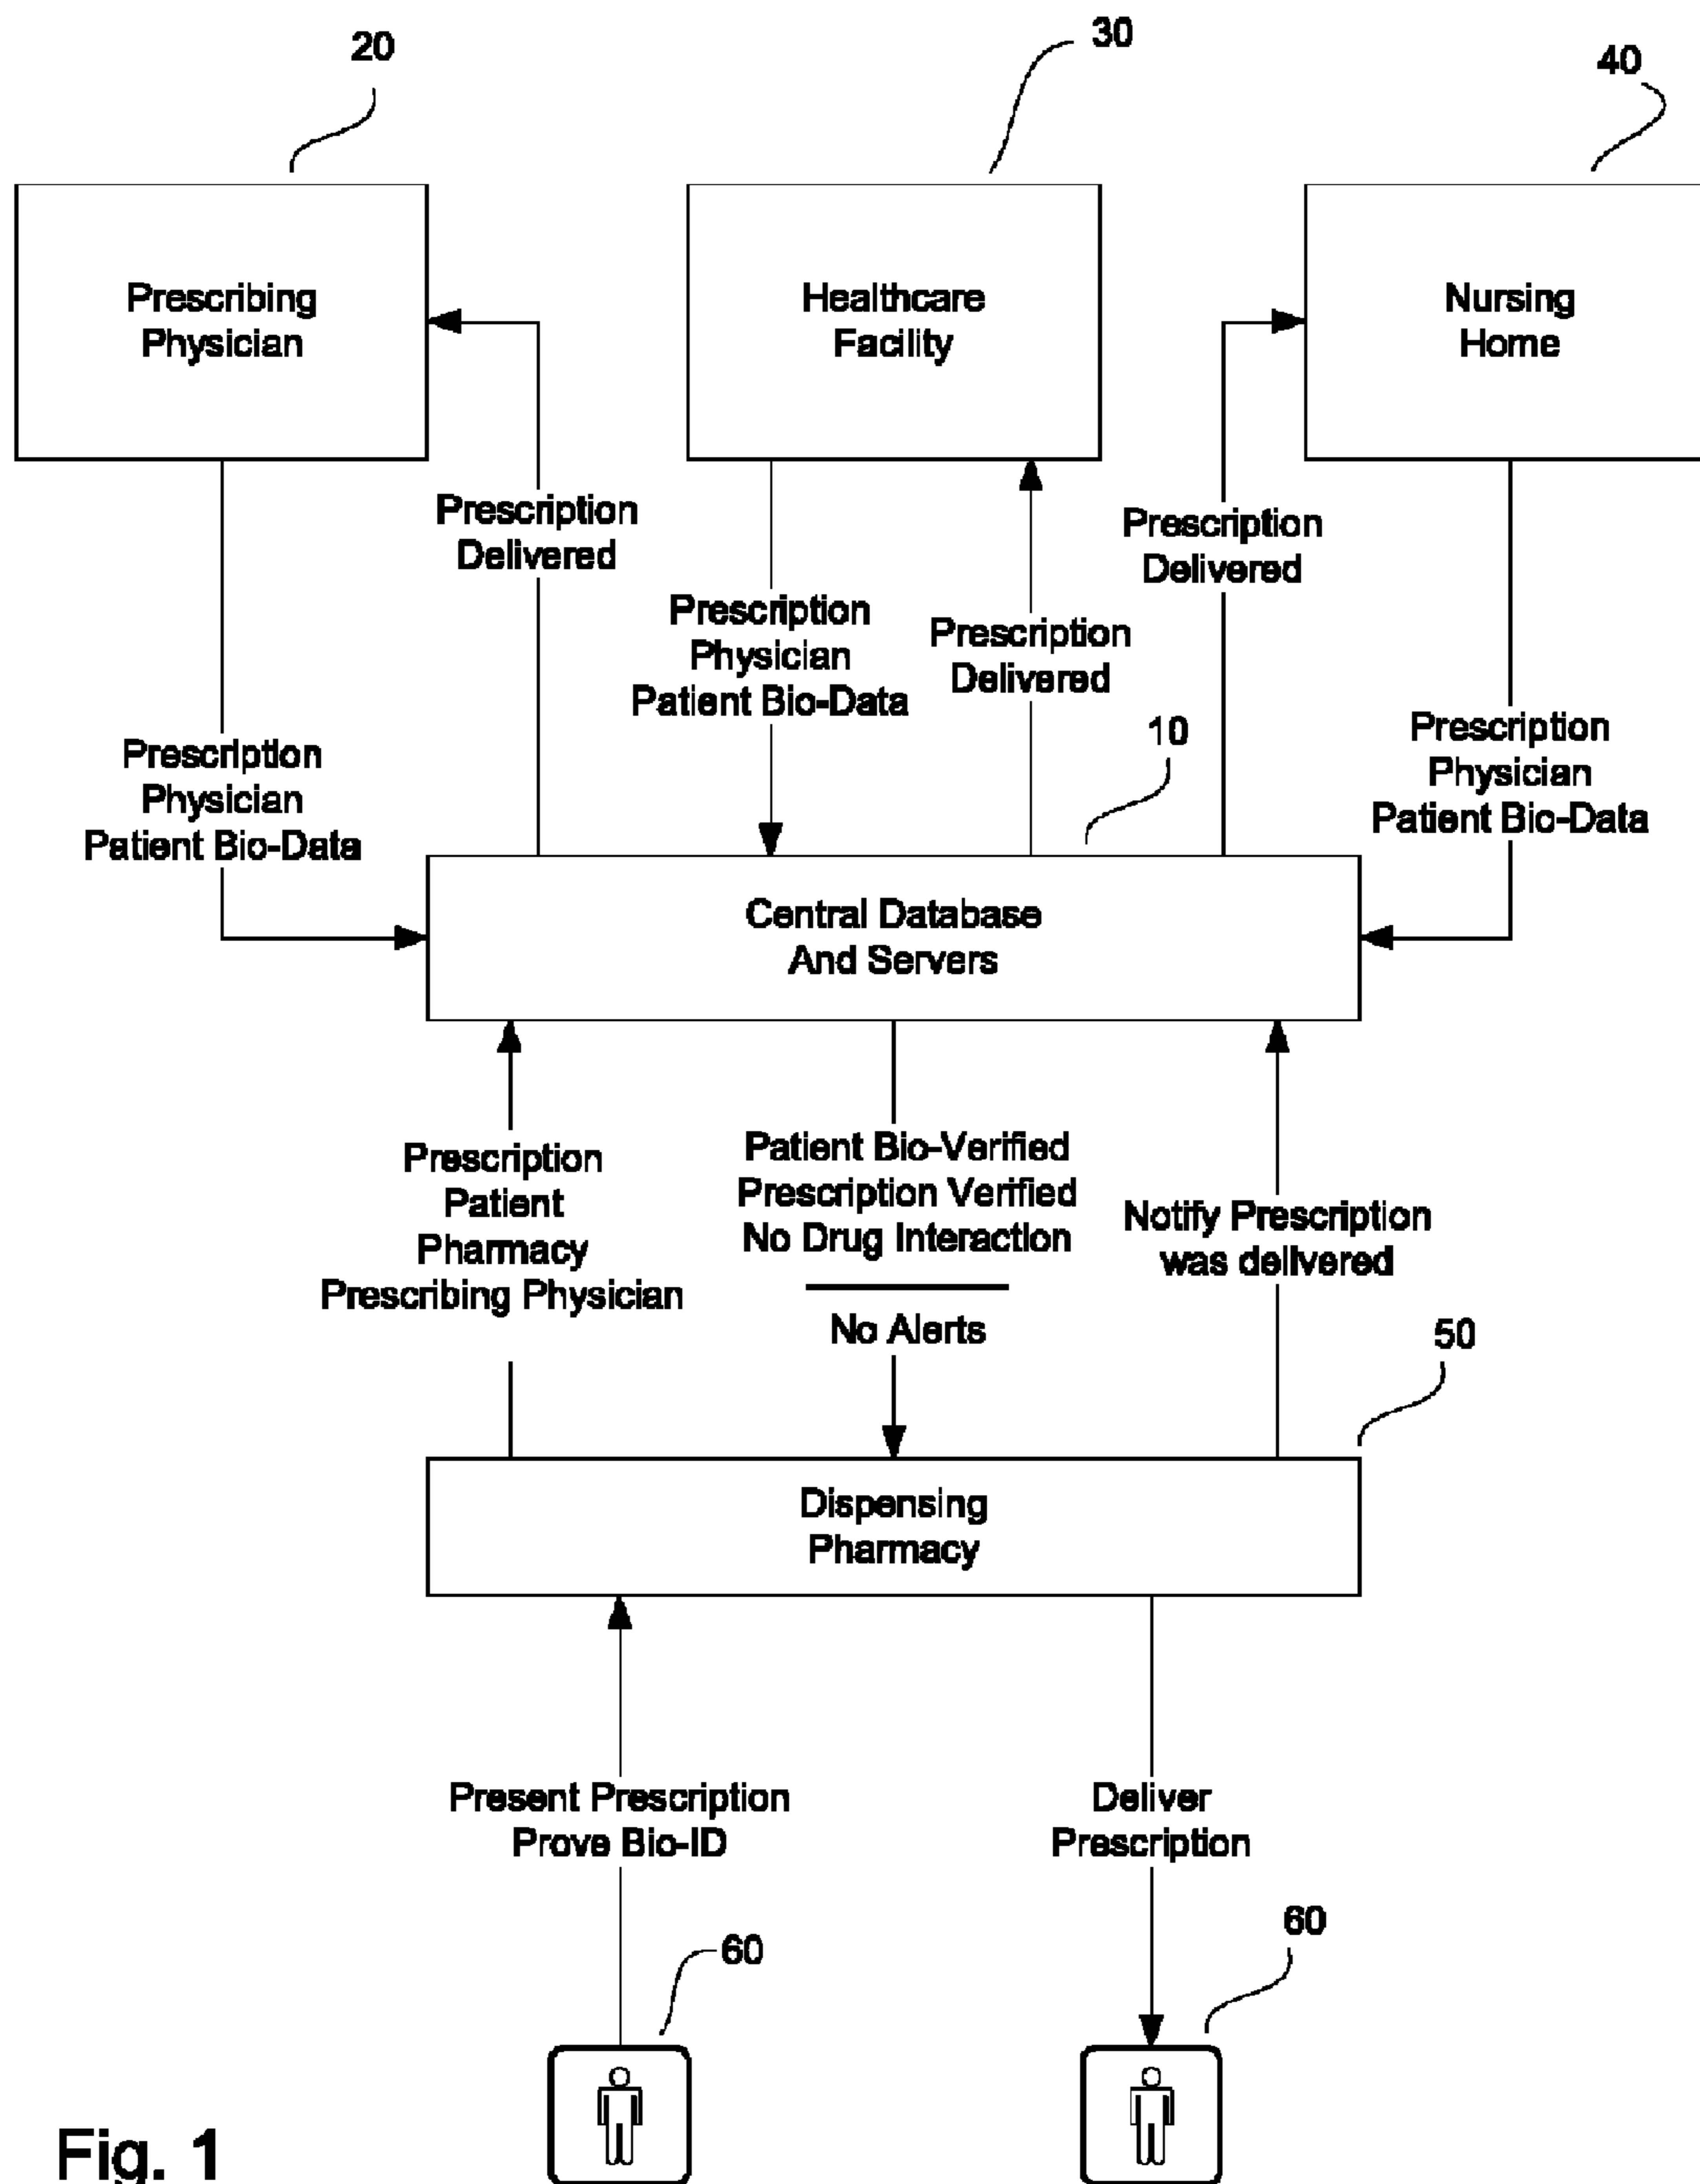 20
30
40
Prescribing
Physician
Healthcare
Facility
Nursing
Home
Prescription
Delivered
Prescription
Physician
Patient Bio-Data
Prescription
Delivered
Prescription
Delivered
Prescription
Physician
Patient Bio-Data
Prescription
Physician
Patient Bio-Data
10
Central Database
And Servers
Prescription
Patient
Pharmacy
Prescribing Physician
Patient Bio-Verified
Prescription Verified
No Drug Interaction
No Alerts
Notify Prescription
was delivered
50
Dispensing
Pharmacy
Present Prescription
Prove Bio-ID
Deliver
Prescription
60
60
Fig. 1